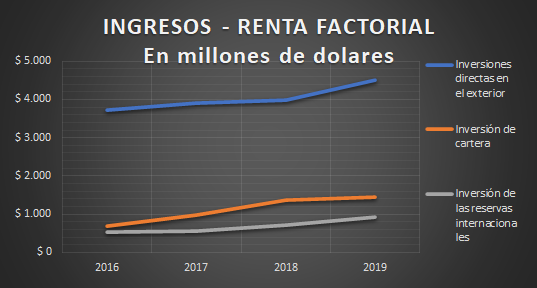 INGRESOS - RENTA FACTORIAL
En millones de dolares
$ 5.000
$ 4.000
$ 3.000
$ 2.000
$ 1.000
$ 0
2016 2017 2018 2019
Inversiones
directas en
el exterior
Inversión de
cartera
Inversión de
las reservas
internaciona
les